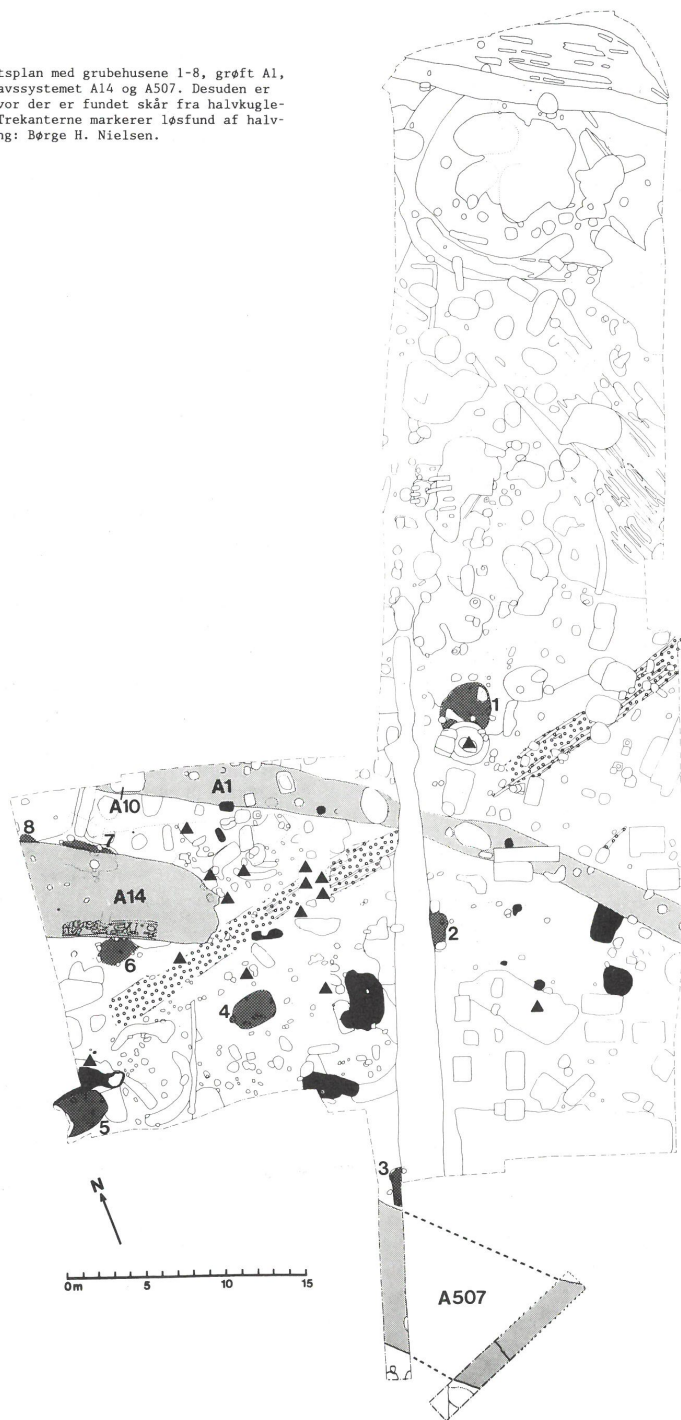 tsplan med grubehusene 1-8, grøft A1,
avssystemet A14 og A507. Desuden er
vor der er fundet skår fra halvkugle-
Trekanterne markerer løsfund af halv-
ng: Børge H. Nielsen.
1
A1
A10
8
7
A14
2
6
4
5
3
N
0m 5 10 15
A507